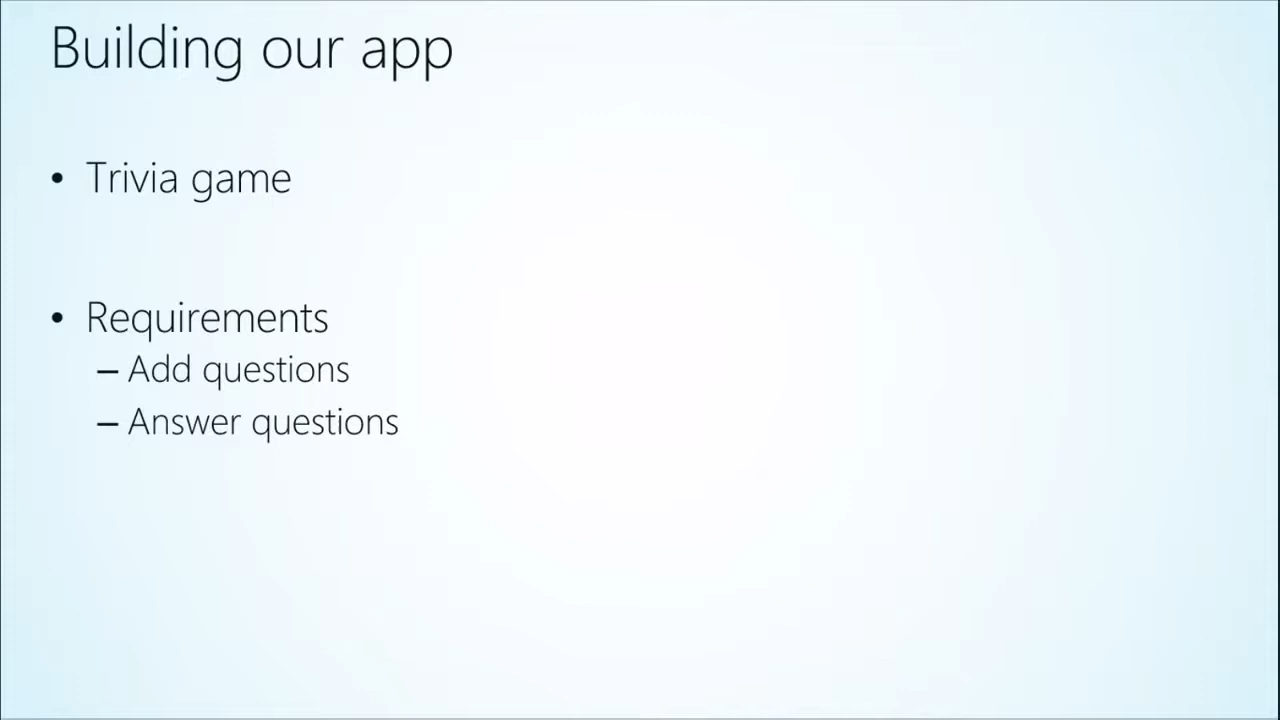 Building our app
• Trivia game
• Requirements
– Add questions
– Answer questions